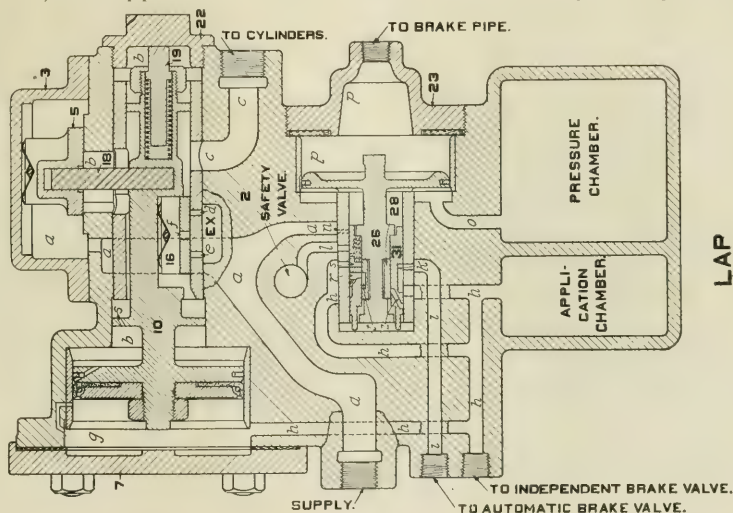 TO CYLINDERS.
TO BRAKE PIPE.
22
19
3
5
b
b
18
c
c
p
p
23
2
SAFETY
VALVE.
28
26
31
a
a
16
f
e
EX
d
a
a
n
l
m
s
r
h
k
o
PRESSURE
CHAMBER.
APPLI-
CATION
CHAMBER.
LAP
s
b
10
g
h
h
h
h
h
a
i
i
h
7
SUPPLY.
TO INDEPENDENT BRAKE VALVE.
TO AUTOMATIC BRAKE VALVE.